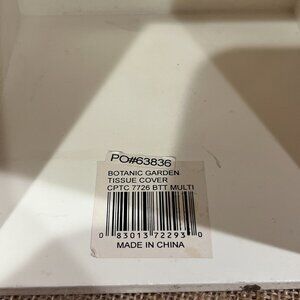 PO#63836
BOTANIC GARDEN
TISSUE COVER
CPTC 7726 BTT MULTI
0 83013 72293 0
MADE IN CHINA